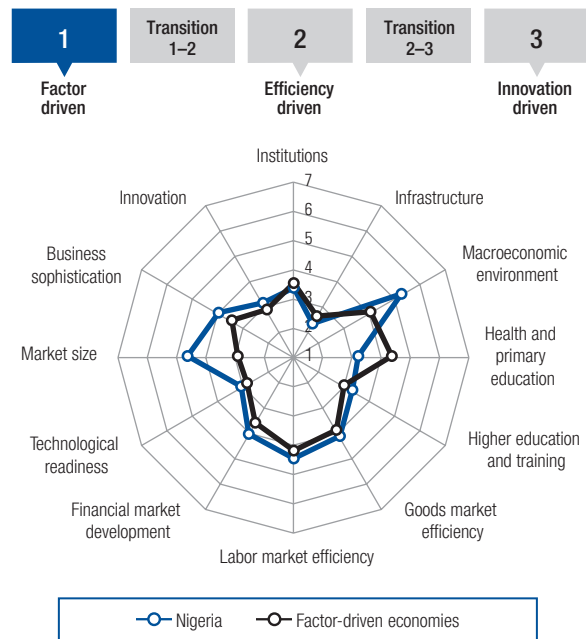 1
Transition
1–2
2
Transition
2–3
3
Factor
driven
Efficiency
driven
Innovation
driven
Institutions
7
6
5
4
3
2
1
Infrastructure
Macroeconomic
environment
Health and
primary
education
Higher education
and training
Goods market
efficiency
Labor market efficiency
Financial market
development
Technological
readiness
Market size
Business
sophistication
Innovation
Nigeria
Factor-driven economies